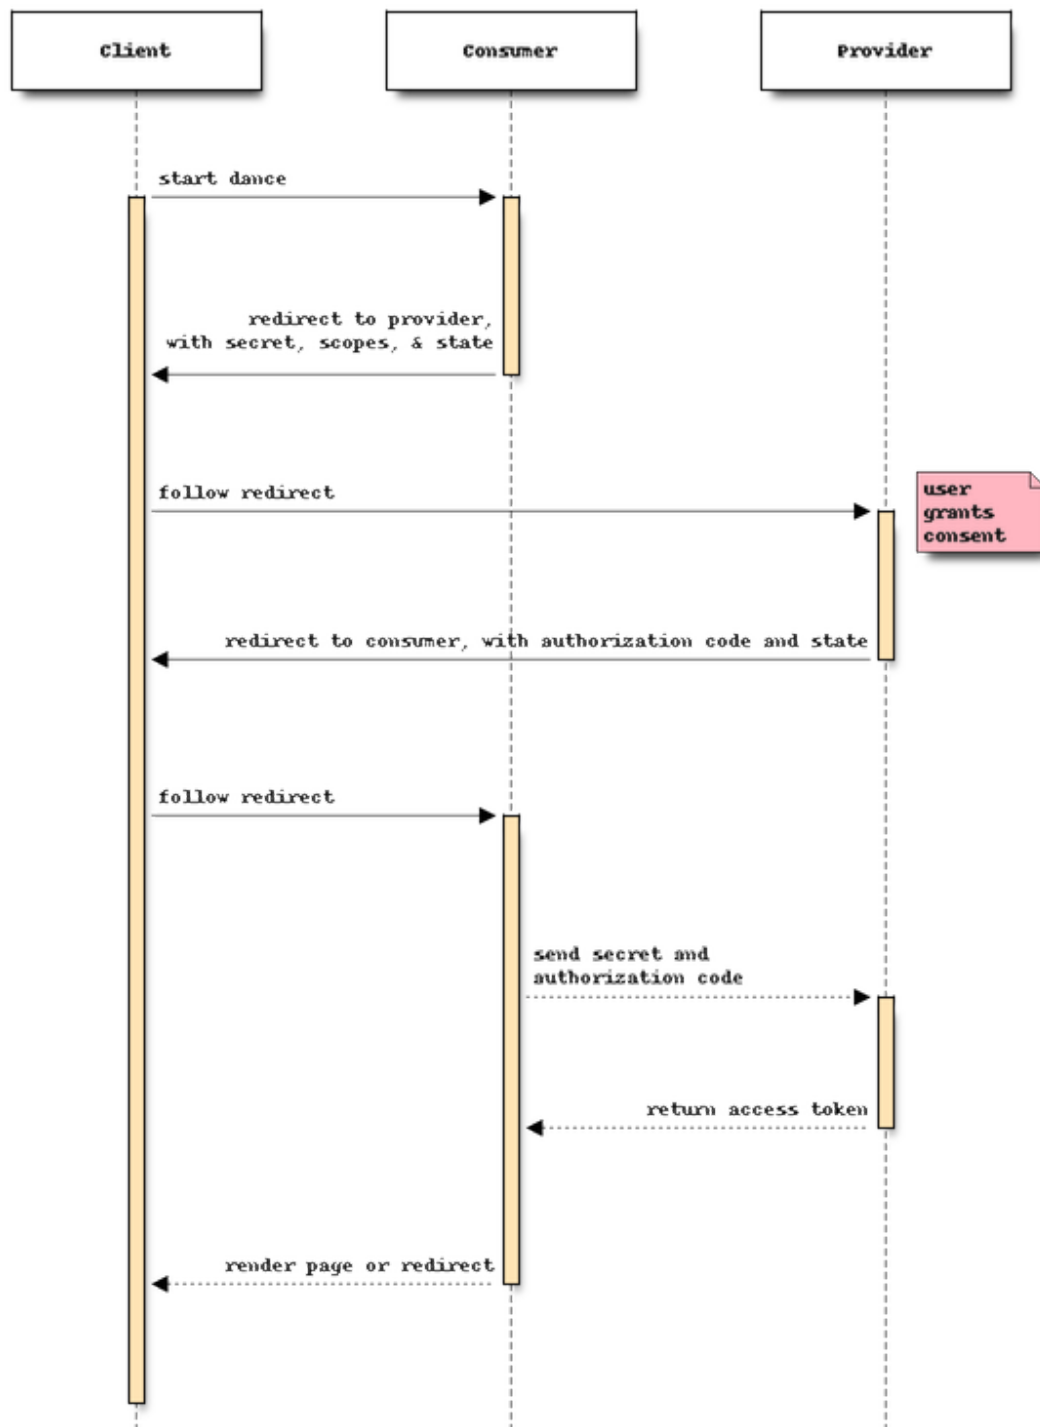 Client
Consumer
Provider
start dance
redirect to provider,
with secret, scopes, & state
follow redirect
user
grants
consent
redirect to consumer, with authorization code and state
follow redirect
send secret and
authorization code
return access token
render page or redirect